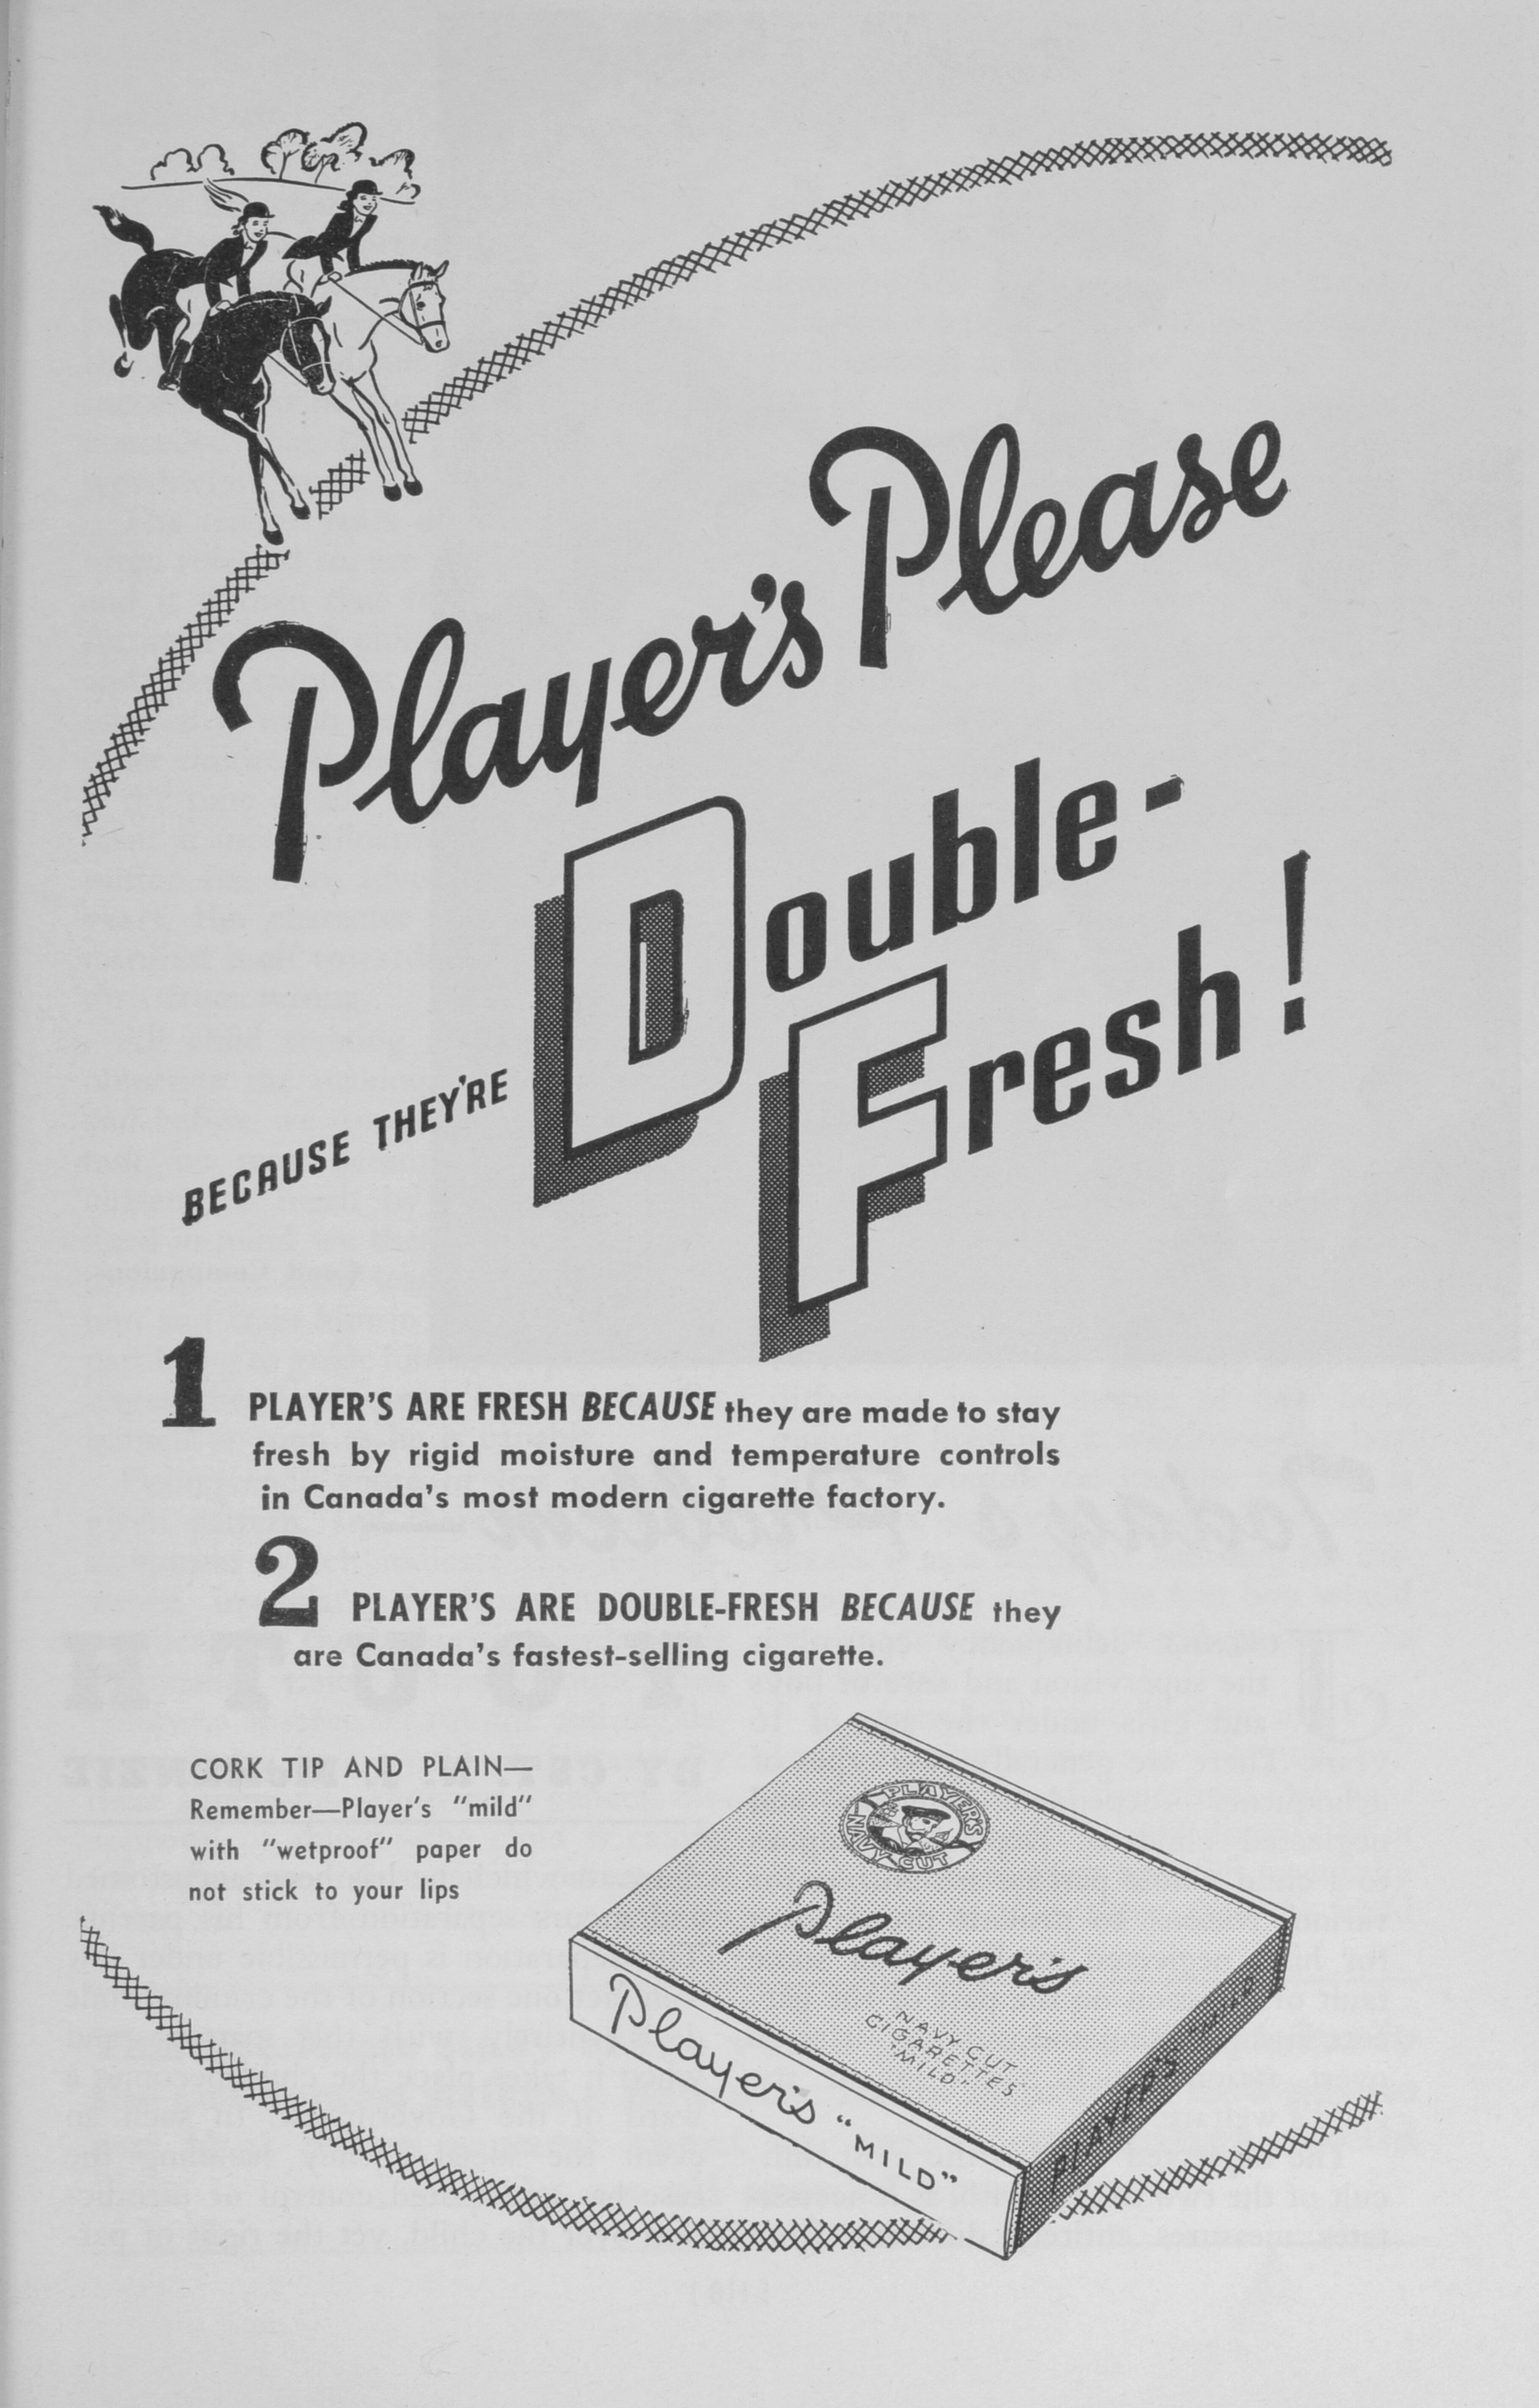 Player's Please
BECAUSE THEY'RE
Double-
Fresh!
1 PLAYER'S ARE FRESH BECAUSE they are made to stay
fresh by rigid moisture and temperature controls
in Canada's most modern cigarette factory.
2 PLAYER'S ARE DOUBLE-FRESH BECAUSE they
are Canada's fastest-selling cigarette.
CORK TIP AND PLAIN—
Remember—Player's "mild"
with "wetproof" paper do
not stick to your lips
PLAYER'S
NAVY CUT
Player's
NAVY CUT
CIGARETTES
"MILD"
Player's "MILD"
PLAYER'S "MILD"